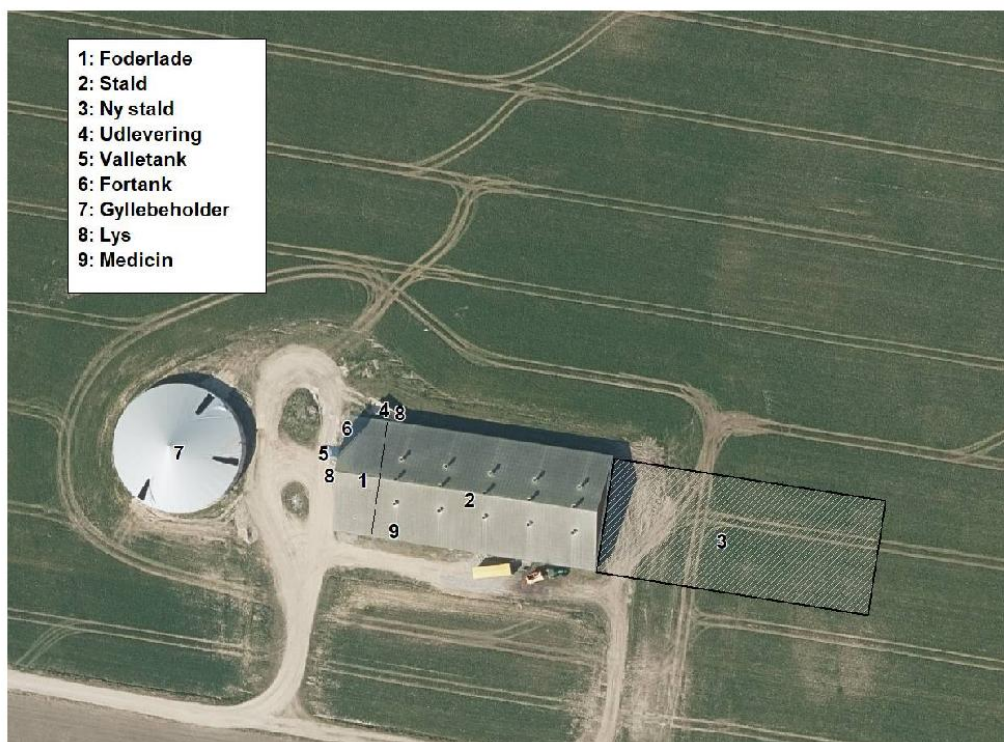 1: Foderlade
2: Stald
3: Ny stald
4: Udlevering
5: Valletank
6: Fortank
7: Gyllebeholder
8: Lys
9: Medicin
4 8
6
5
7
8
1
2
9
3